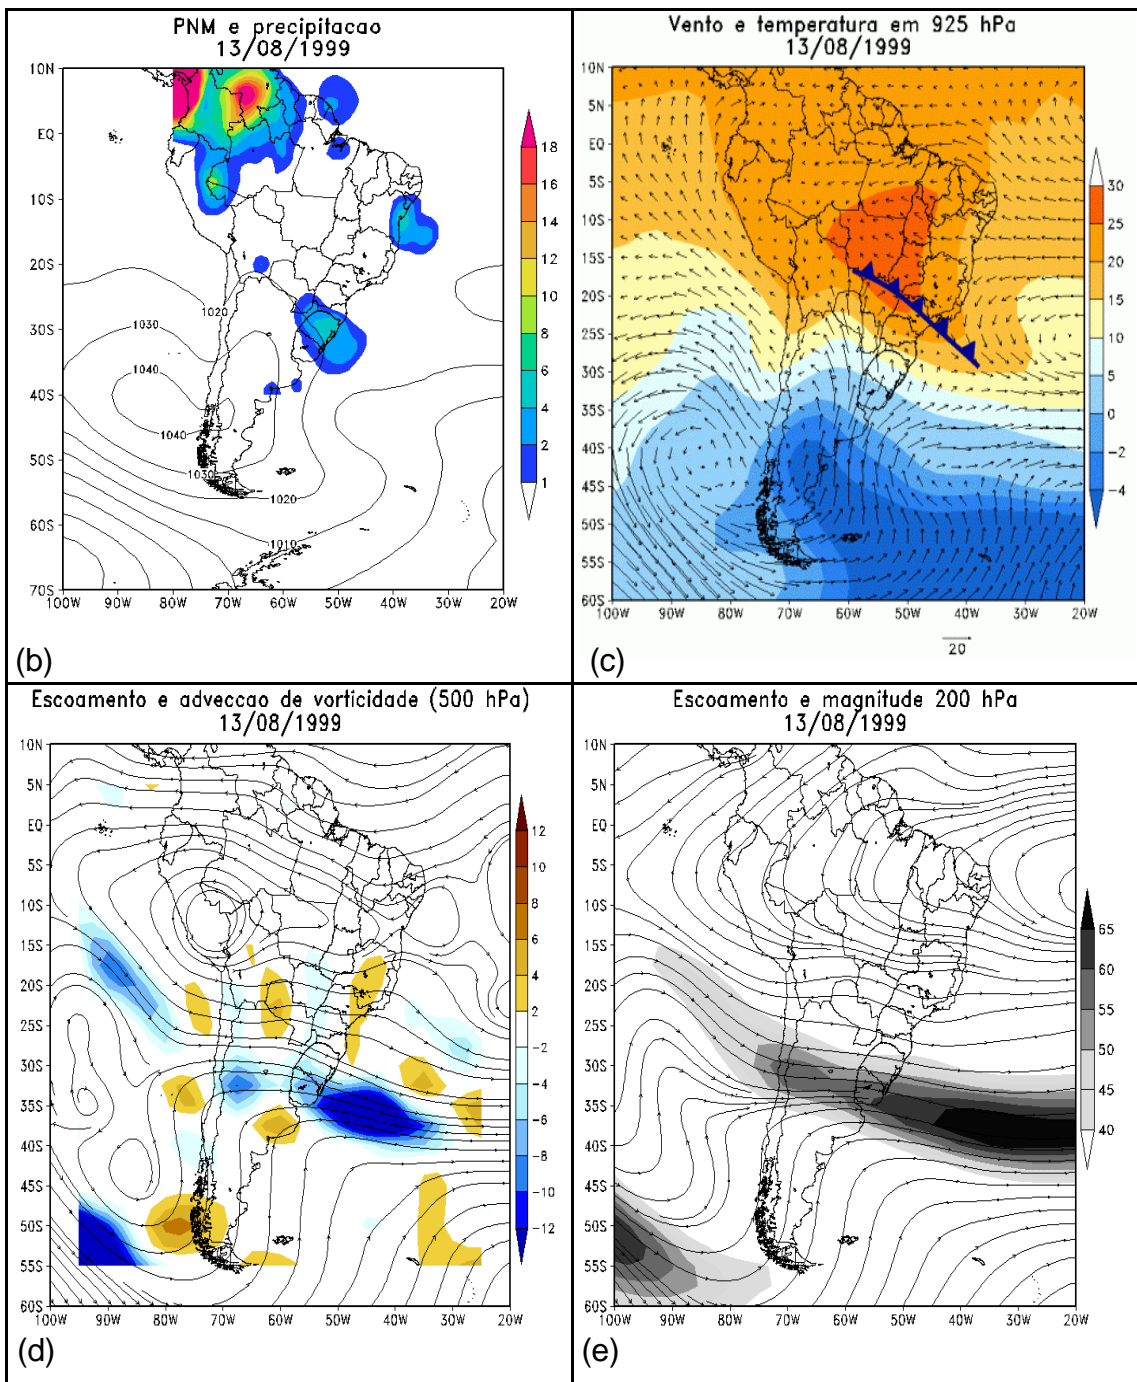 PNM e precipitacao
13/08/1999
10N
EQ
10S
20S
30S
40S
50S
60S
70S
100W
90W
80W
70W
60W
50W
40W
30W
20W
1020
1030
1040
1040
1030
1020
1010
18
16
14
12
10
8
6
4
2
1
(b)
Vento e temperatura em 925 hPa
13/08/1999
10N
5N
EQ
5S
10S
15S
20S
25S
30S
35S
40S
45S
50S
55S
60S
100W
90W
80W
70W
60W
50W
40W
30W
20W
30
25
20
15
10
5
0
-2
-4
20
(c)
Escoamento e adveccao de vorticidade (500 hPa)
13/08/1999
10N
5N
EQ
5S
10S
15S
20S
25S
30S
35S
40S
45S
50S
55S
60S
100W
90W
80W
70W
60W
50W
40W
30W
20W
12
10
8
6
4
2
-2
-4
-6
-8
-10
-12
(d)
Escoamento e magnitude 200 hPa
13/08/1999
10N
5N
EQ
5S
10S
15S
20S
25S
30S
35S
40S
45S
50S
55S
60S
100W
90W
80W
70W
60W
50W
40W
30W
20W
65
60
55
50
45
40
(e)